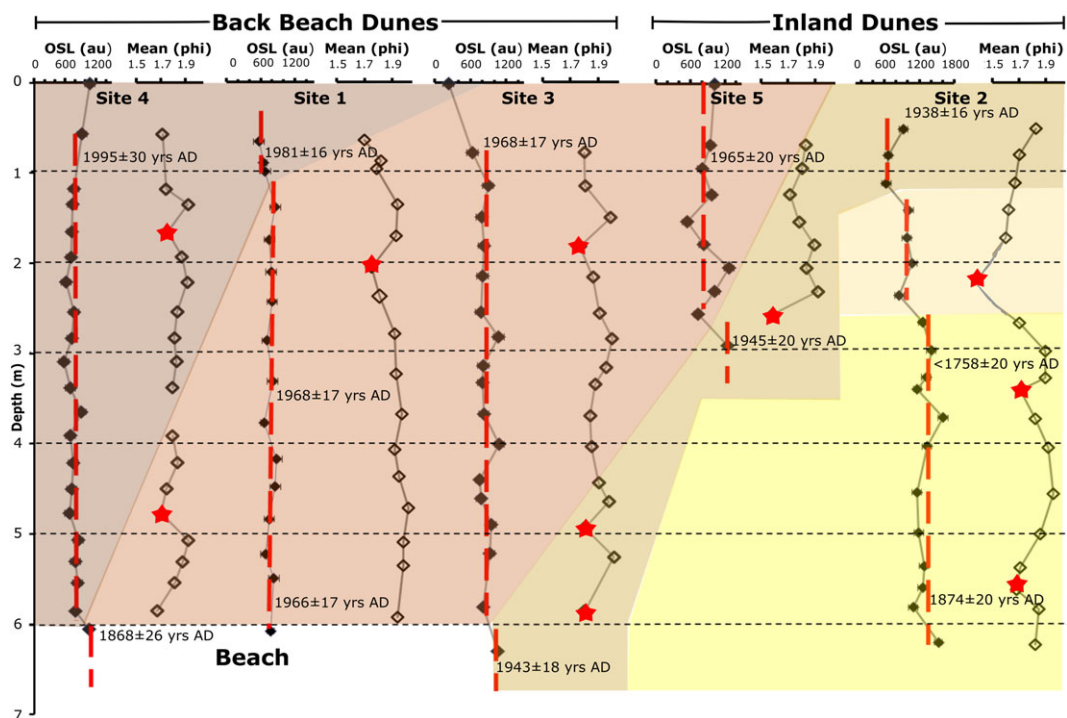 Back Beach Dunes Inland Dunes
OSL (au) Mean (phi) OSL (au) Mean (phi) OSL (au) Mean (phi) OSL (au) Mean (phi) OSL (au) Mean (phi)
0 600 1200 1.5 1.7 1.9 0 600 1200 1.5 1.7 1.9 0 600 1200 1.5 1.7 1.9 0 600 1200 1.5 1.7 1.9 0 600 1200 1800 1.5 1.7 1.9
0
Site 4 Site 1 Site 3 Site 5 Site 2
1938±16 yrs AD
1995±30 yrs AD 1981±16 yrs AD 1968±17 yrs AD 1965±20 yrs AD
1
2
1945±20 yrs AD
3
<1758±20 yrs AD
1968±17 yrs AD
Depth (m)
4
5
1966±17 yrs AD 1874±20 yrs AD
6
1868±26 yrs AD
Beach
1943±18 yrs AD
7